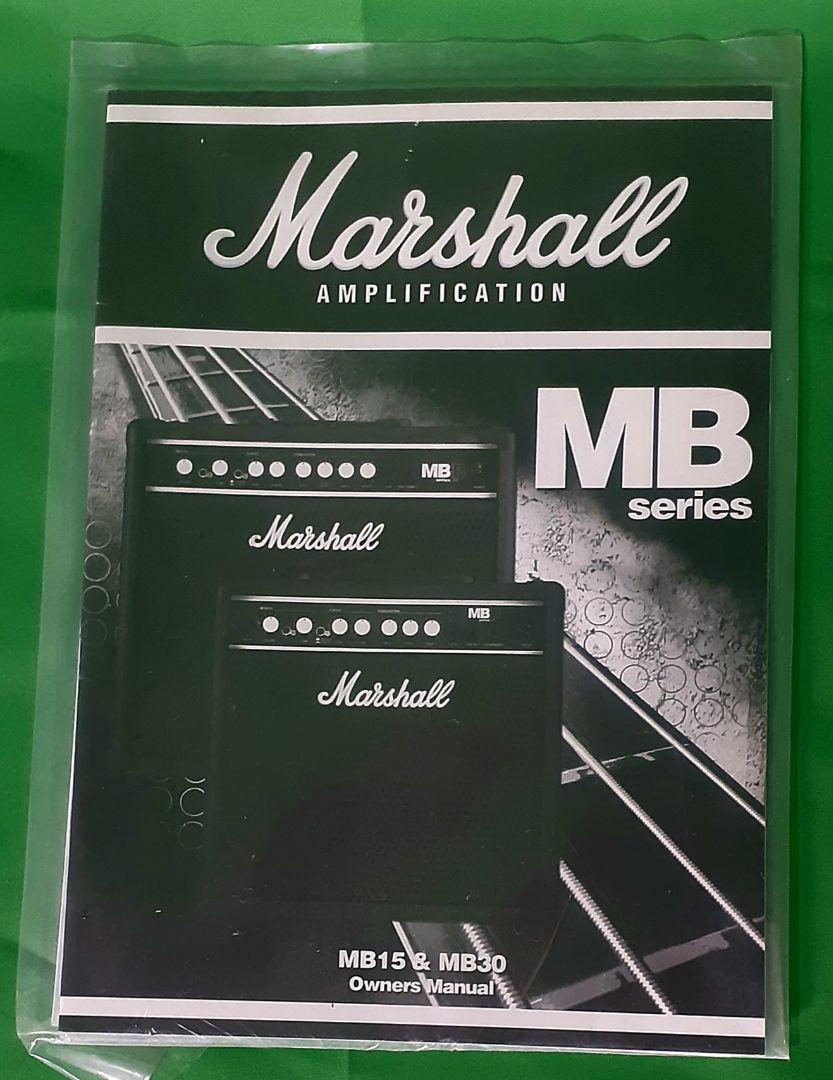 Marshall
AMPLIFICATION
MB
series
MB
Marshall
MB
Marshall
MB15 & MB30
Owners Manual